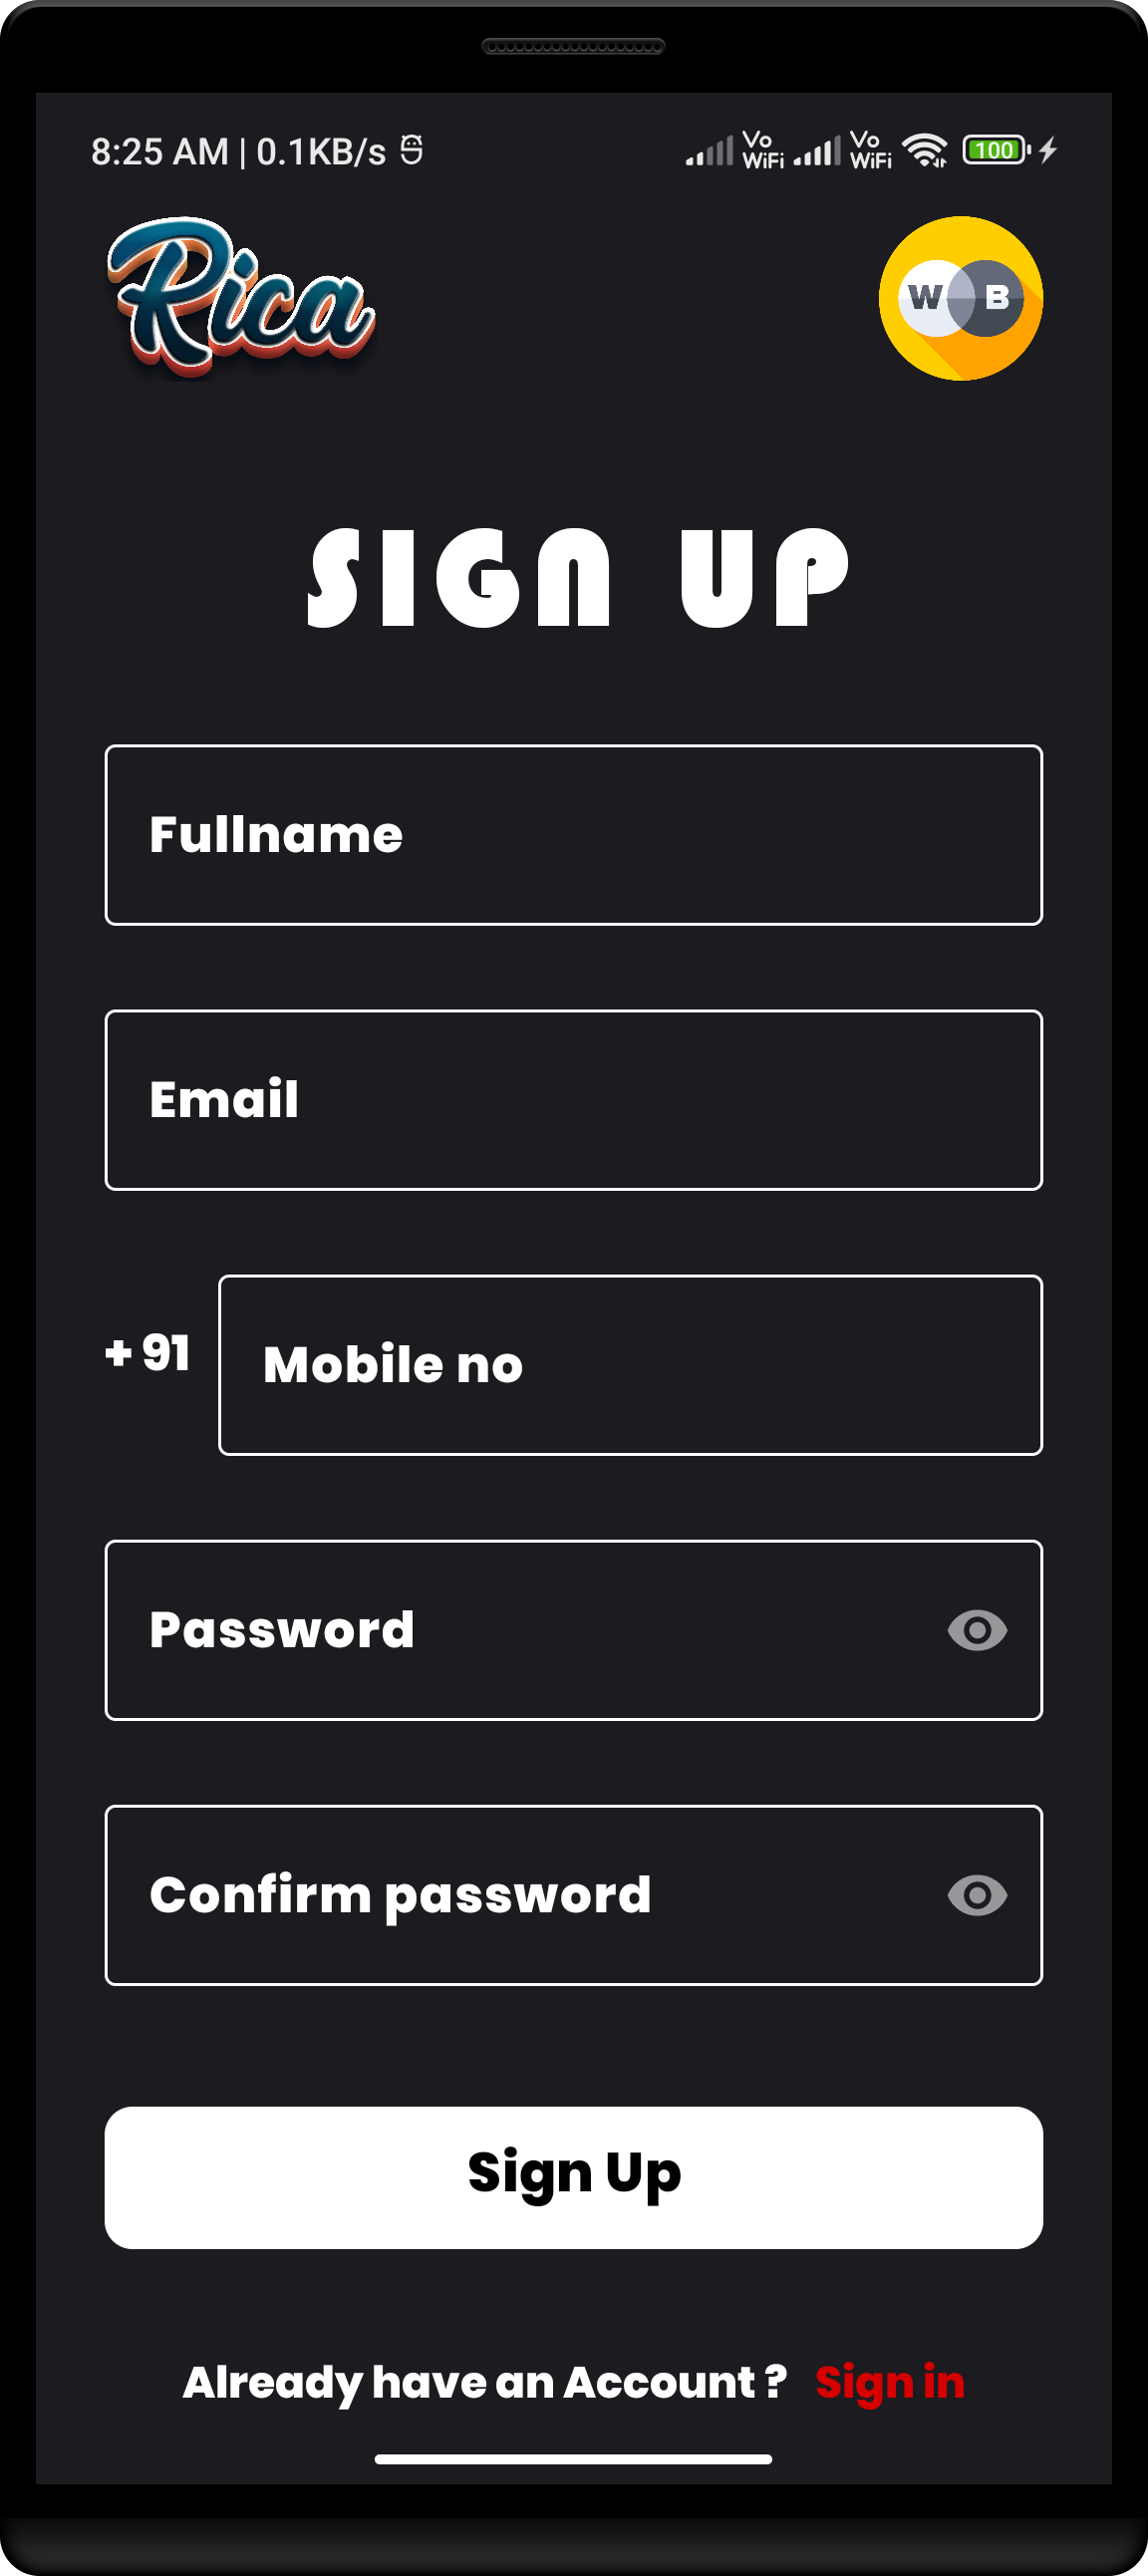 8:25 AM | 0.1KB/s Vo WiFi Vo WiFi 100
Rica W B
SIGN UP
Fullname
Email
+ 91 Mobile no
Password
Confirm password
Sign Up
Already have an Account ? Sign in